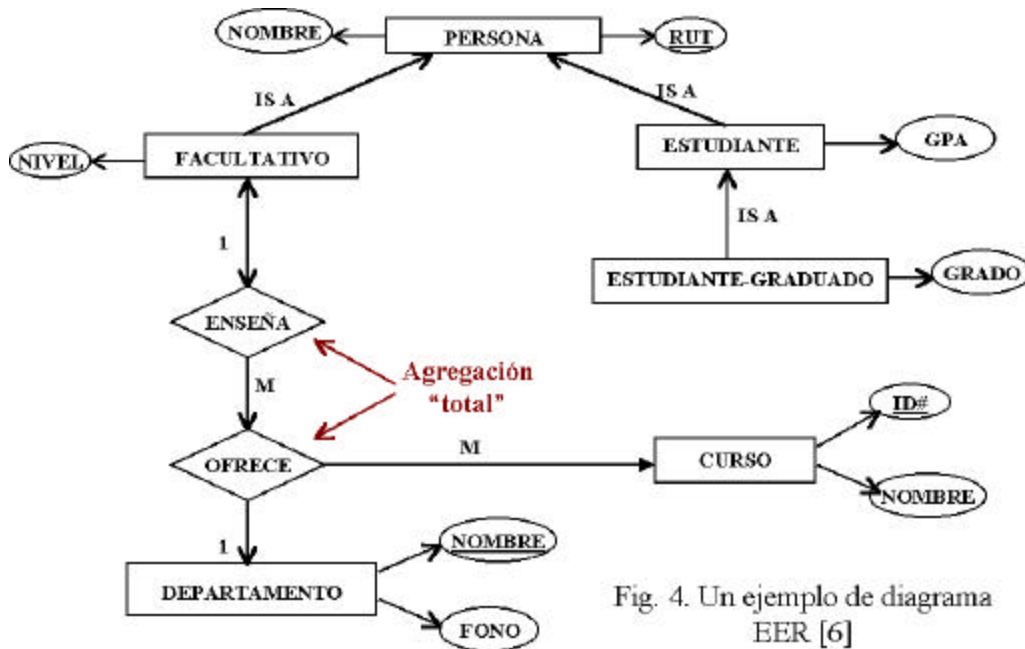 NOMBRE
PERSONA
RUT
IS A
IS A
NIVEL
FACULTATIVO
ESTUDIANTE
GPA
1
IS A
ESTUDIANTE-GRADUADO
GRADO
ENSEÑA
M
Agregación
“total”
OFRECE
M
CURSO
ID#
NOMBRE
1
DEPARTAMENTO
NOMBRE
FONO
Fig. 4. Un ejemplo de diagrama
EER [6]